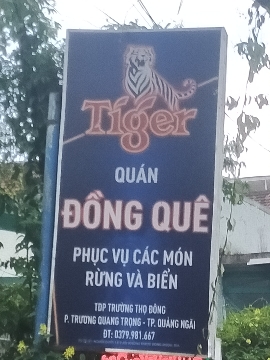 Tiger
QUÁN
ĐỒNG QUÊ
PHỤC VỤ CÁC MÓN
RỪNG VÀ BIỂN
TDP TRƯỜNG THỌ ĐÔNG
P. TRƯƠNG QUANG TRỌNG - TP. QUẢNG NGÃI
ĐT: 0379.981.667